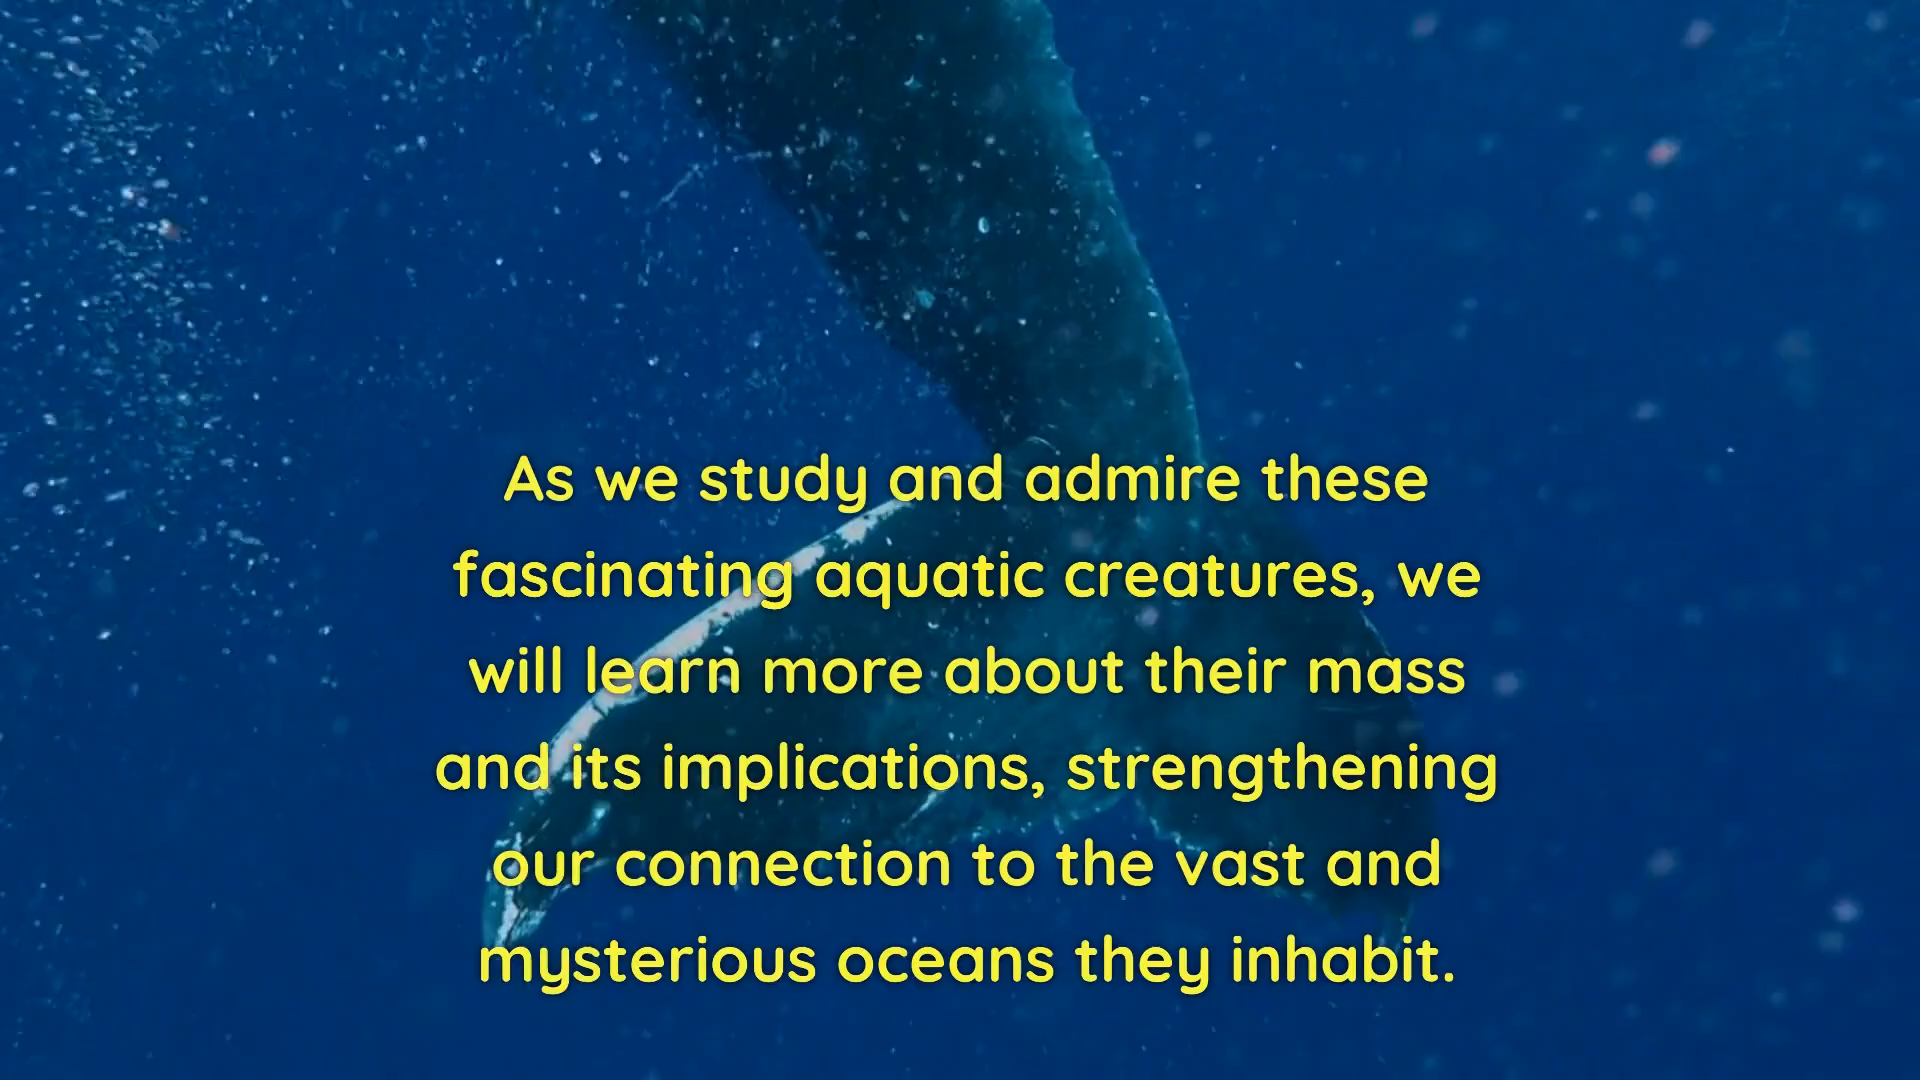 As we study and admire these
fascinating aquatic creatures, we
will learn more about their mass
and its implications, strengthening
our connection to the vast and
mysterious oceans they inhabit.